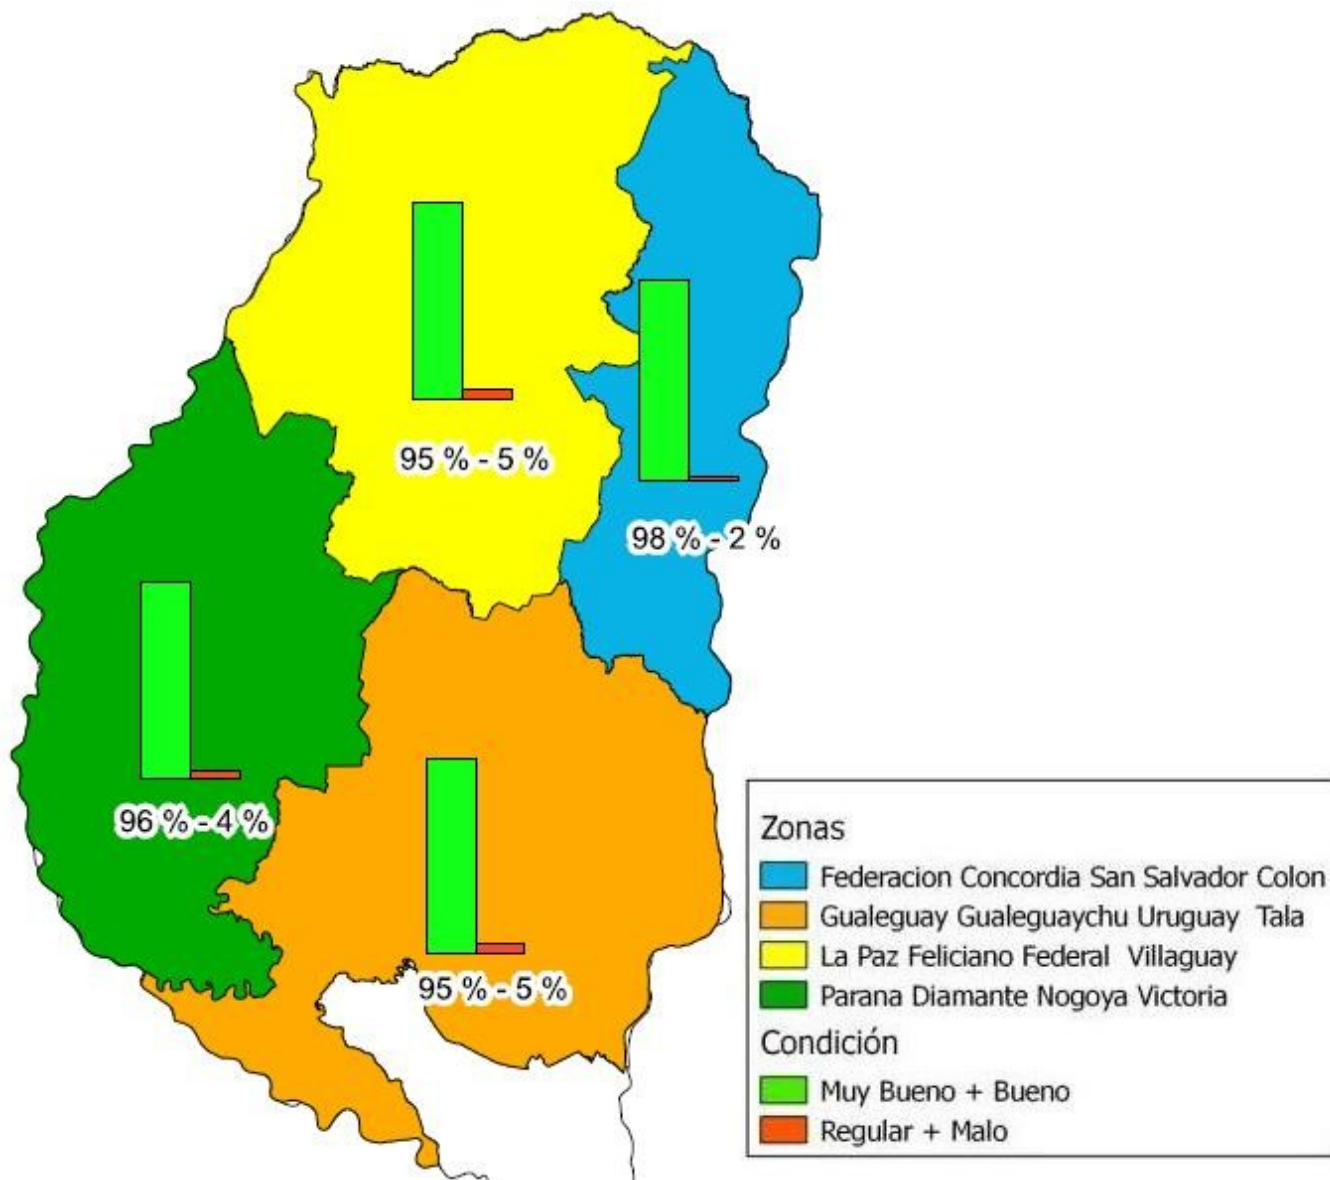 95 % - 5 %
98 % - 2 %
96 % - 4 %
95 % - 5 %
Zonas
Federacion Concordia San Salvador Colon
Gualeguay Gualeguaychu Uruguay  Tala
La Paz Feliciano Federal  Villaguay
Parana Diamante Nogoya Victoria
Condición
Muy Bueno + Bueno
Regular + Malo